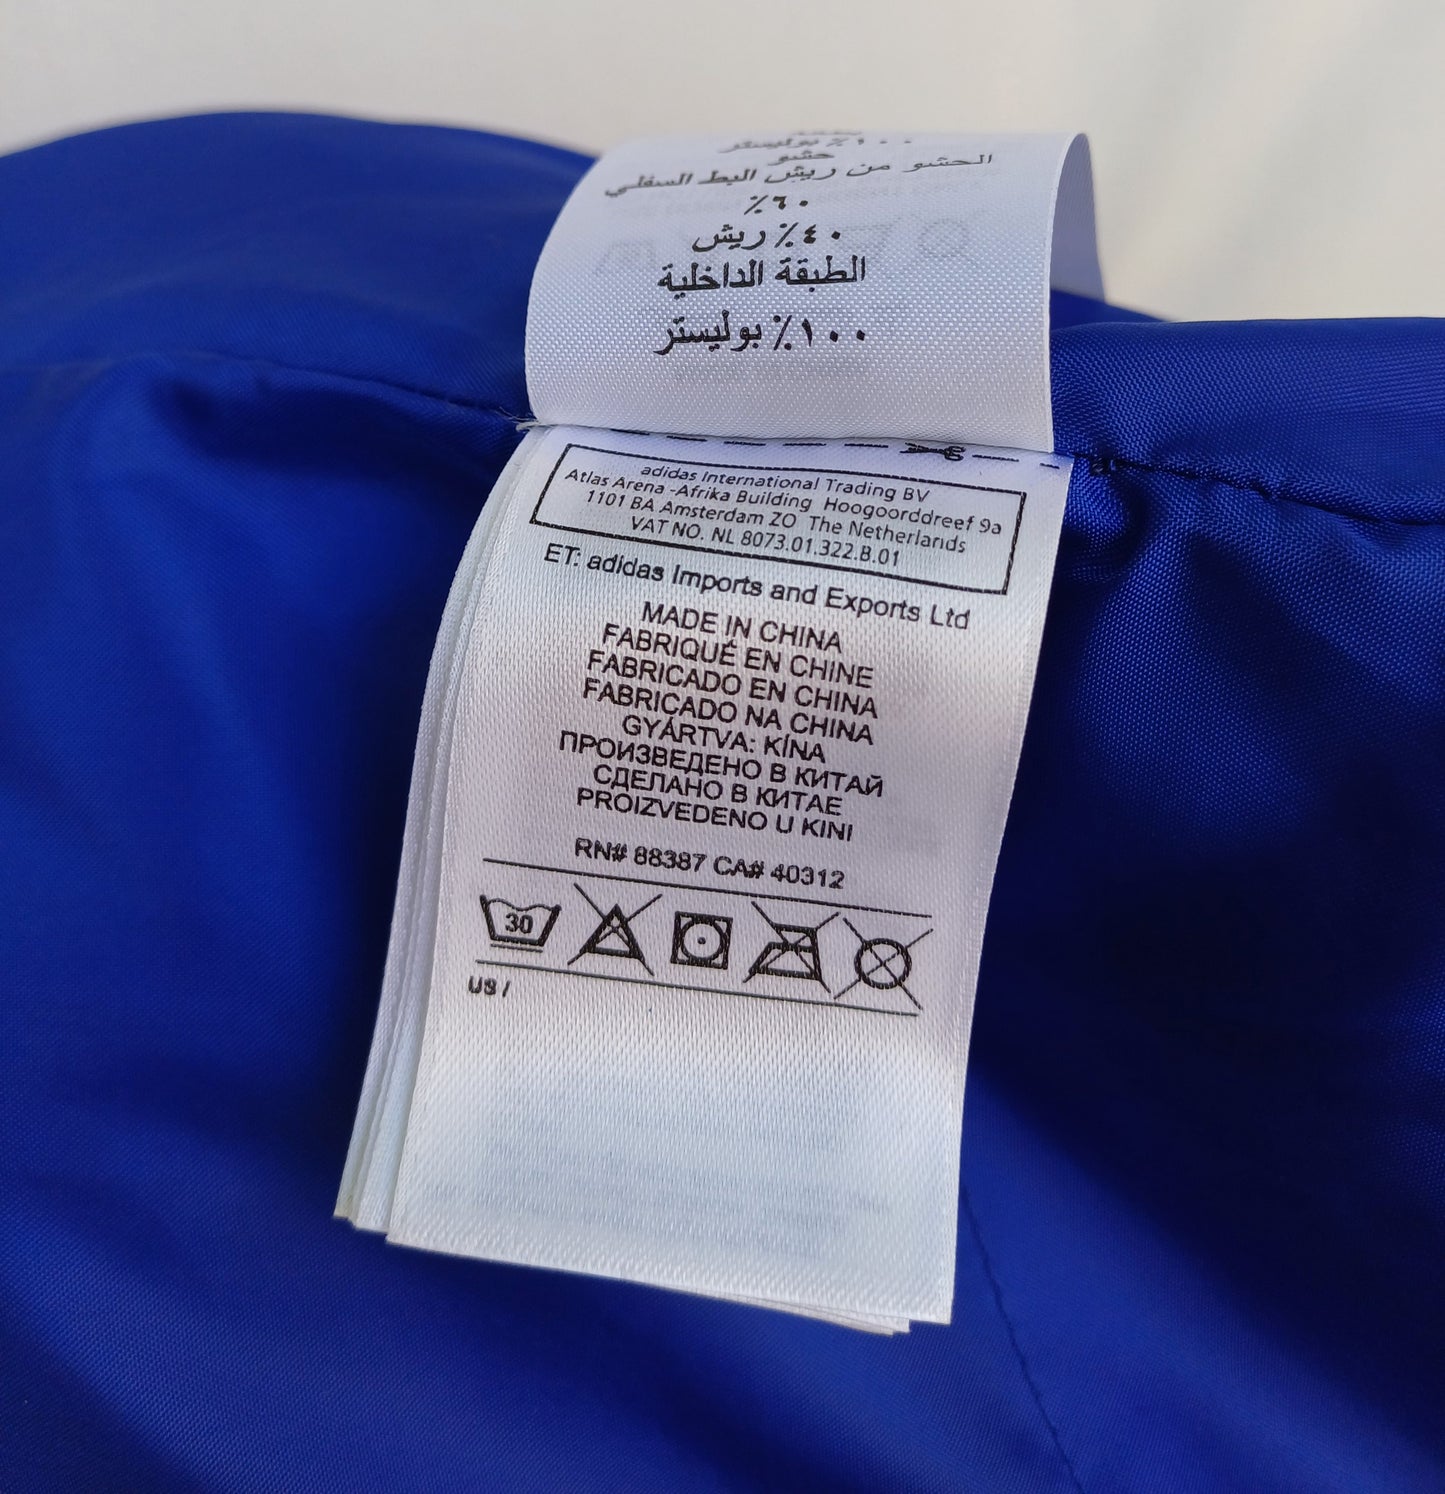 ١٠٠٪ بوليستر
حشو
الحشو من ريش البط السفلي
٦٠٪
٤٠٪ ريش
الطبقة الداخلية
١٠٠٪ بوليستر
adidas International Trading BV
Atlas Arena -Afrika Building Hoogoorddreef 9a
1101 BA Amsterdam ZO The Netherlands
VAT NO. NL 8073.01.322.B.01
ET: adidas Imports and Exports Ltd
MADE IN CHINA
FABRIQUÉ EN CHINE
FABRICADO EN CHINA
FABRICADO NA CHINA
GYÁRTVA: KÍNA
ПРОИЗВЕДЕНО В КИТАЙ
СДЕЛАНО В КИТАЕ
PROIZVEDENO U KINI
RN# 88387 CA# 40312
30
US /